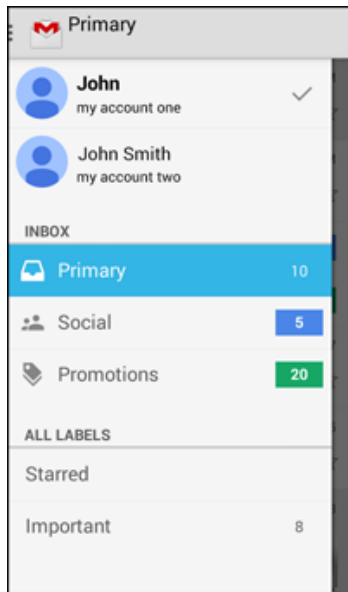 Primary
John
my account one
John Smith
my account two
INBOX
Primary 10
Social 5
Promotions 20
ALL LABELS
Starred
Important 8